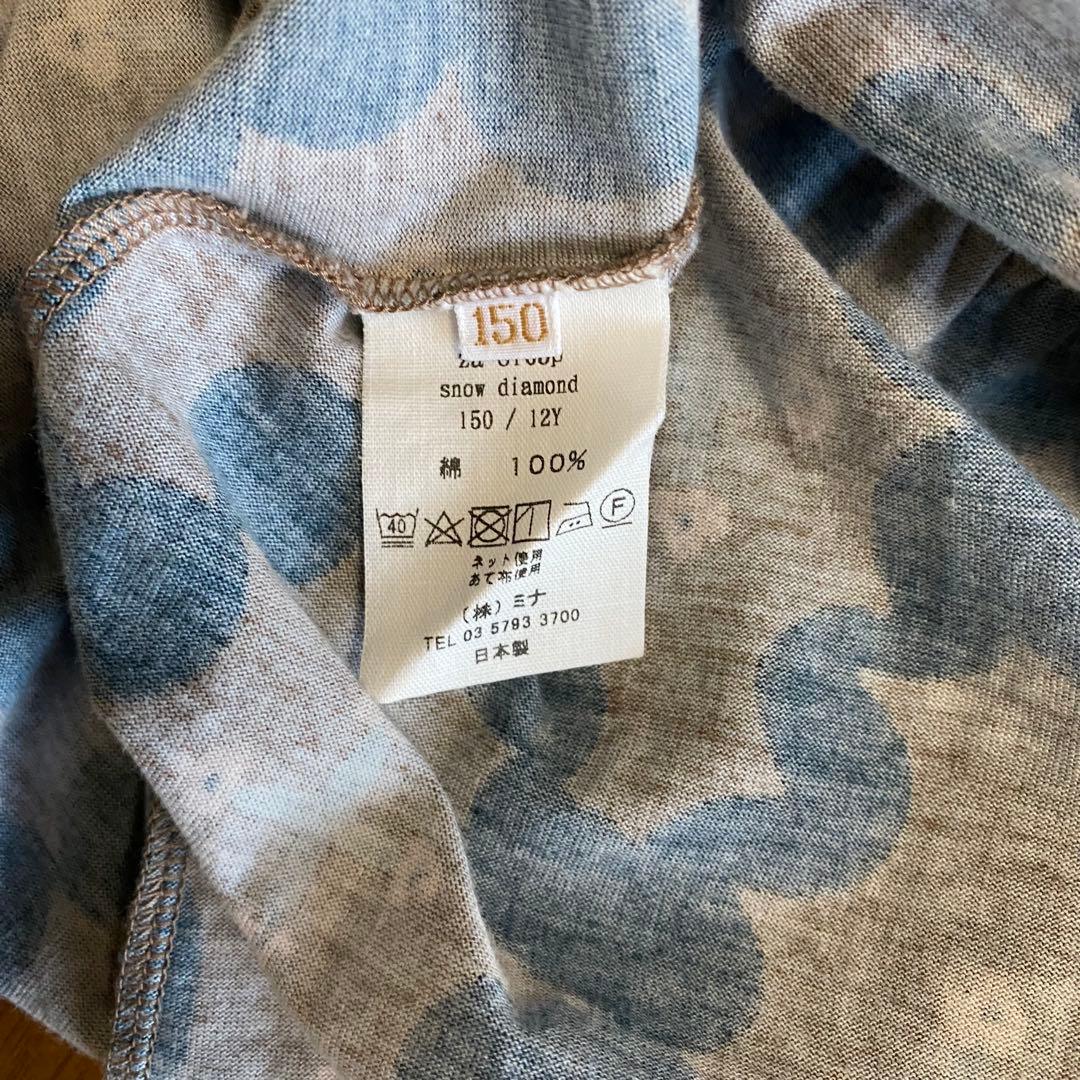 150
snow diamond
150 / 12Y
綿 100%
40 F
ネット使用
あて布使用
(株) ミナ
TEL 03 5793 3700
日本製